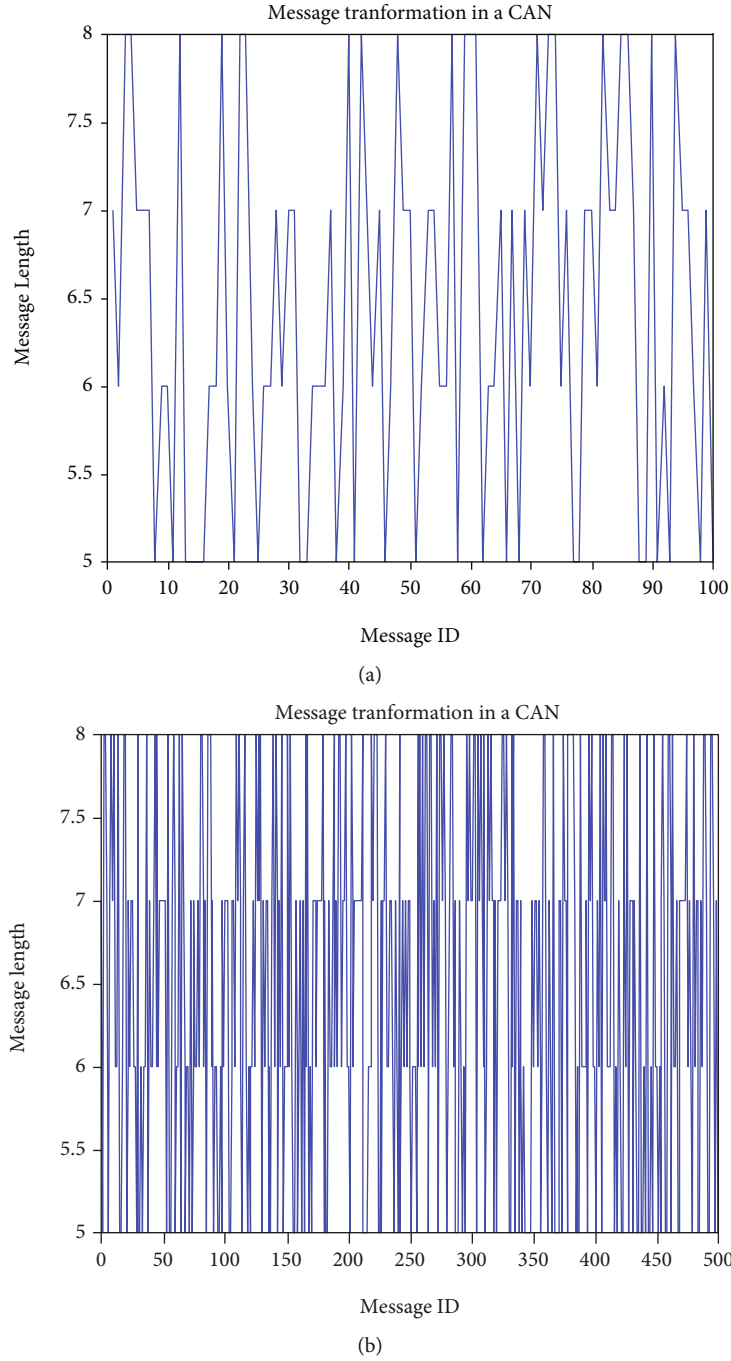 Message tranformation in a CAN
8
7.5
7
6.5
6
5.5
5
Message Length
0 10 20 30 40 50 60 70 80 90 100
Message ID
(a)
Message tranformation in a CAN
8
7.5
7
6.5
6
5.5
5
Message length
0 50 100 150 200 250 300 350 400 450 500
Message ID
(b)